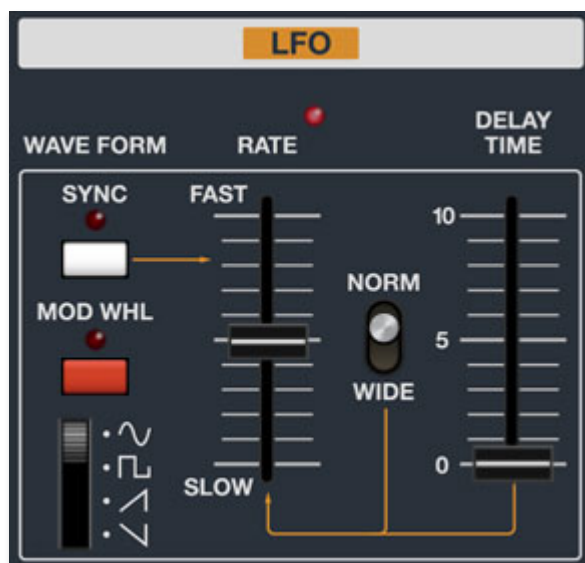 LFO
WAVE FORM
RATE
DELAY
TIME
SYNC
FAST
10
NORM
MOD WHL
5
WIDE
SLOW
0